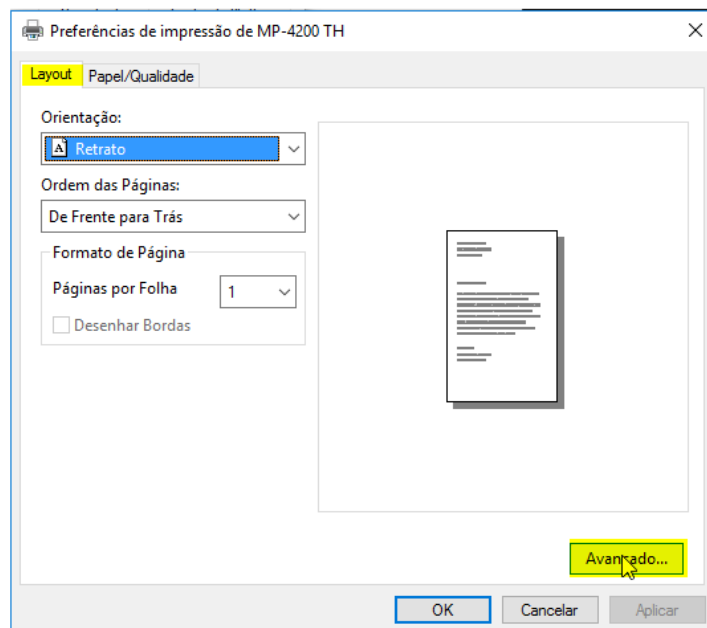 Preferências de impressão de MP-4200 TH
Layout Papel/Qualidade
Orientação:
Retrato
Ordem das Páginas:
De Frente para Trás
Formato de Página
Páginas por Folha 1
Desenhar Bordas
Avançado...
OK Cancelar Aplicar